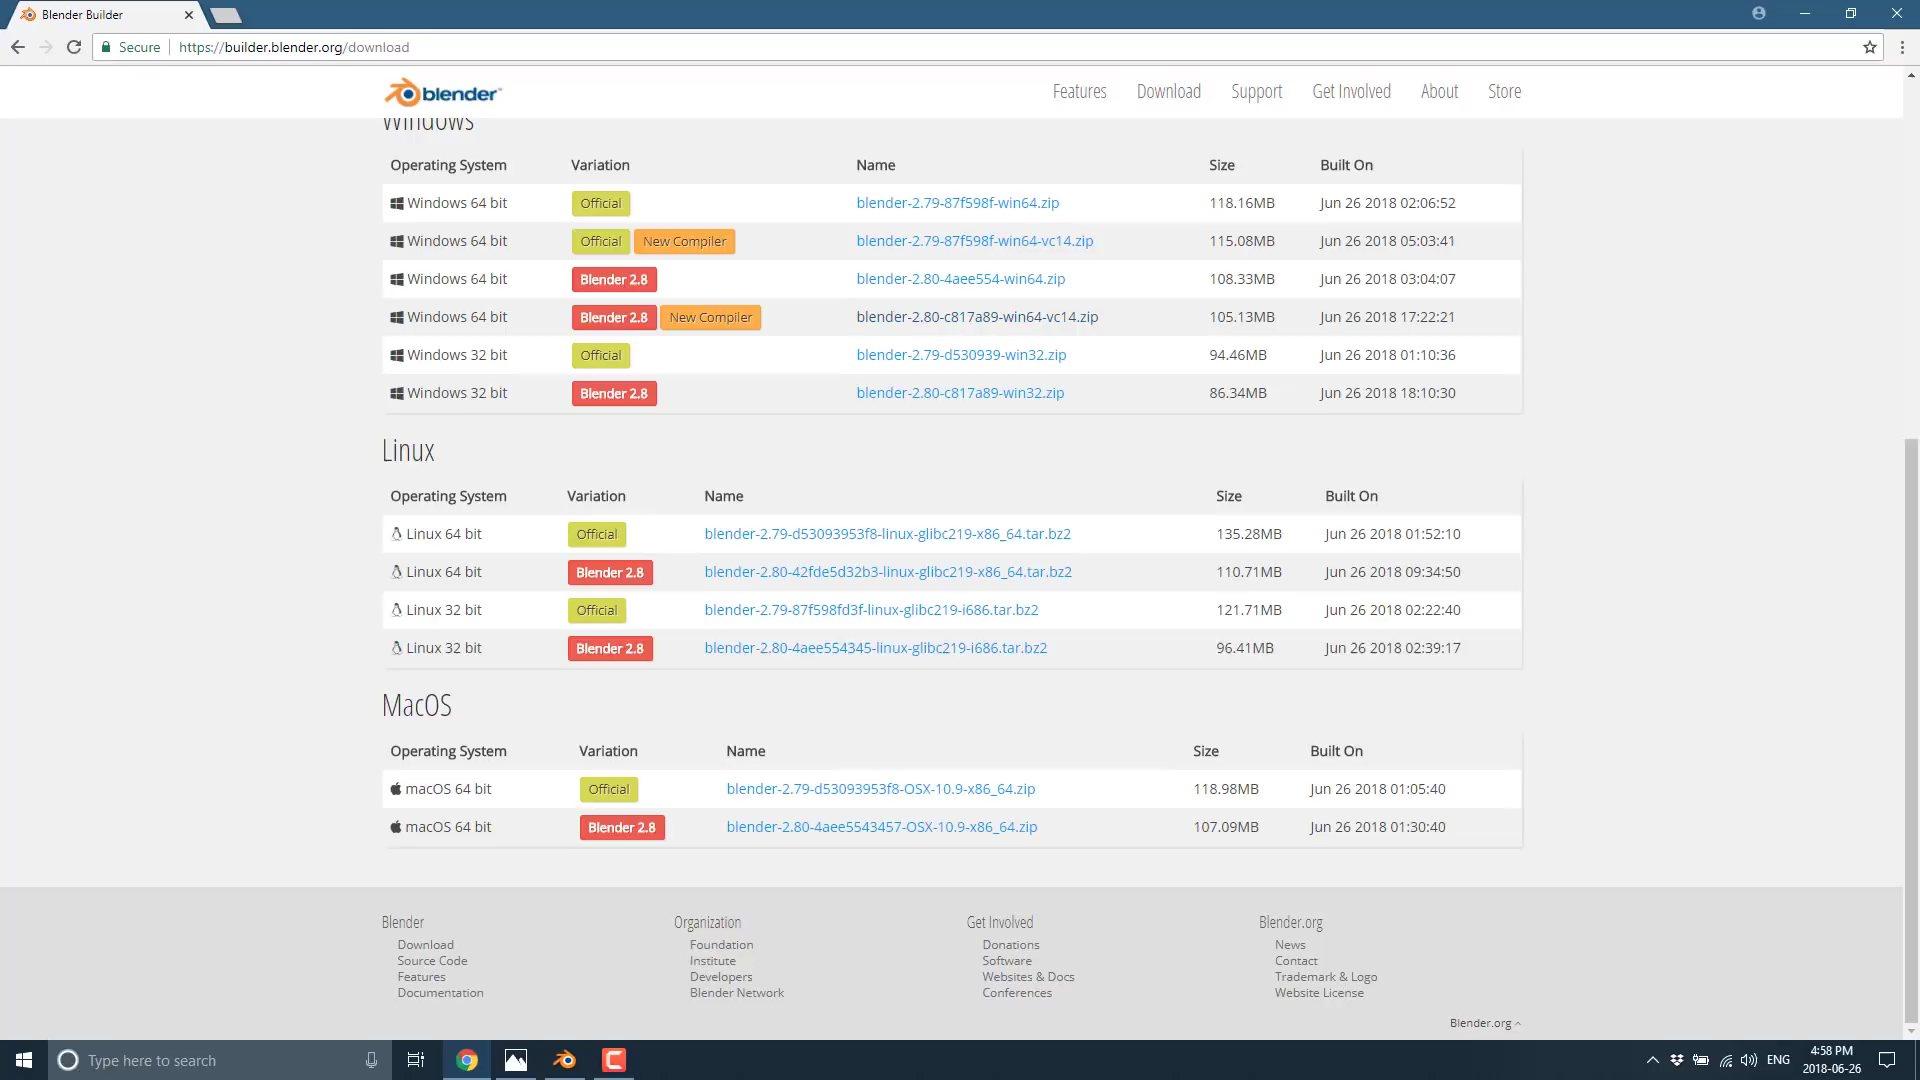 Blender Builder
Secure https://builder.blender.org/download
blender Features Download Support Get Involved About Store
Windows
Operating System Variation Name Size Built On
Windows 64 bit Official blender-2.79-87f598f-win64.zip 118.16MB Jun 26 2018 02:06:52
Windows 64 bit Official New Compiler blender-2.79-87f598f-win64-vc14.zip 115.08MB Jun 26 2018 05:03:41
Windows 64 bit Blender 2.8 blender-2.80-4aee554-win64.zip 108.33MB Jun 26 2018 03:04:07
Windows 64 bit Blender 2.8 New Compiler blender-2.80-c817a89-win64-vc14.zip 105.13MB Jun 26 2018 17:22:21
Windows 32 bit Official blender-2.79-d530939-win32.zip 94.46MB Jun 26 2018 01:10:36
Windows 32 bit Blender 2.8 blender-2.80-c817a89-win32.zip 86.34MB Jun 26 2018 18:10:30
Linux
Operating System Variation Name Size Built On
Linux 64 bit Official blender-2.79-d53093953f8-linux-glibc219-x86_64.tar.bz2 135.28MB Jun 26 2018 01:52:10
Linux 64 bit Blender 2.8 blender-2.80-42fde5d32b3-linux-glibc219-x86_64.tar.bz2 110.71MB Jun 26 2018 09:34:50
Linux 32 bit Official blender-2.79-87f598fd3f-linux-glibc219-i686.tar.bz2 121.71MB Jun 26 2018 02:22:40
Linux 32 bit Blender 2.8 blender-2.80-4aee554345-linux-glibc219-i686.tar.bz2 96.41MB Jun 26 2018 02:39:17
MacOS
Operating System Variation Name Size Built On
macOS 64 bit Official blender-2.79-d53093953f8-OSX-10.9-x86_64.zip 118.98MB Jun 26 2018 01:05:40
macOS 64 bit Blender 2.8 blender-2.80-4aee5543457-OSX-10.9-x86_64.zip 107.09MB Jun 26 2018 01:30:40
Blender Organization Get Involved Blender.org
Download Foundation Donations News
Source Code Institute Software Contact
Features Developers Websites & Docs Trademark & Logo
Documentation Blender Network Conferences Website License
Blender.org
Type here to search ENG 4:58 PM
2018-06-26